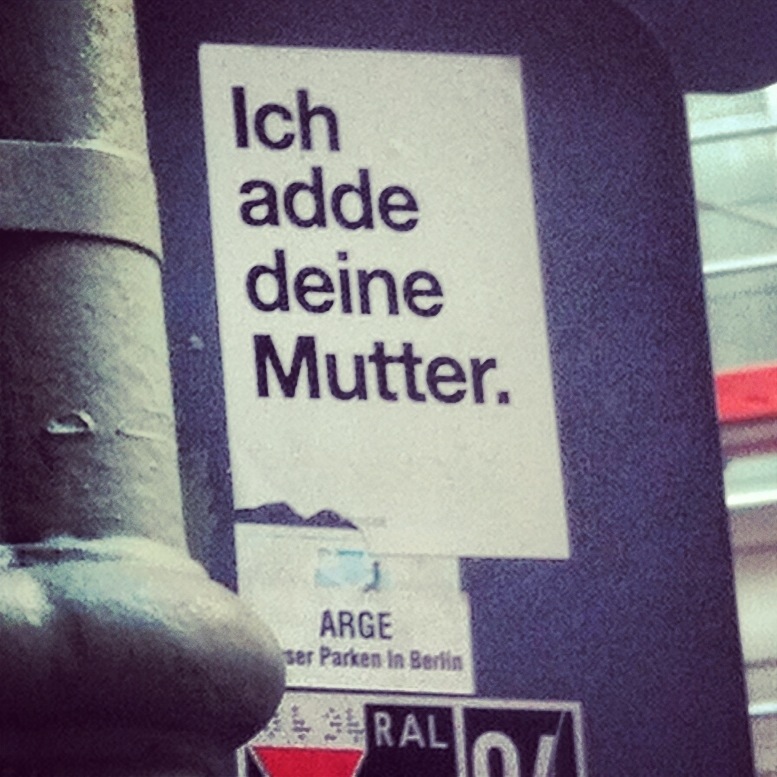 Ich
adde
deine
Mutter.
ARGE
Parken in Berlin
RAL